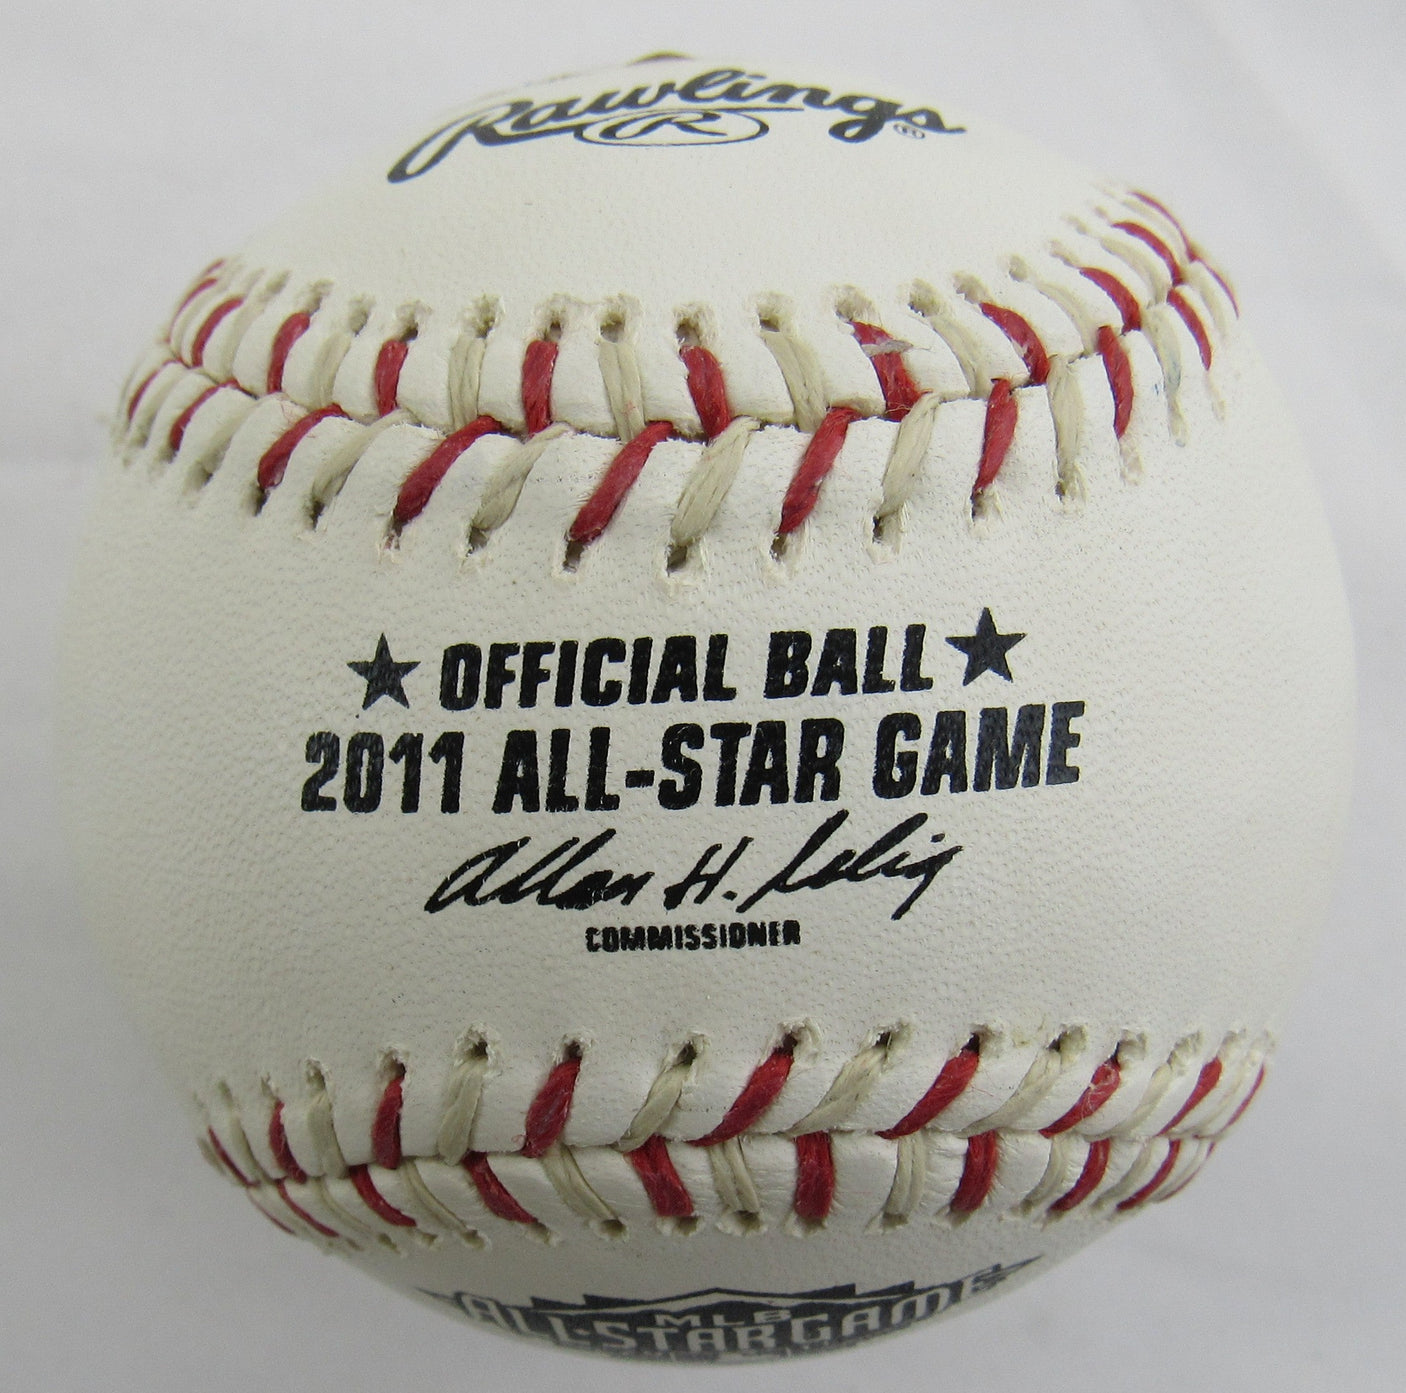 Rawlings
R
®
★ OFFICIAL BALL ★
2011 ALL-STAR GAME
Allan H. Selig
COMMISSIONER
MLB
ALL·STAR GAME